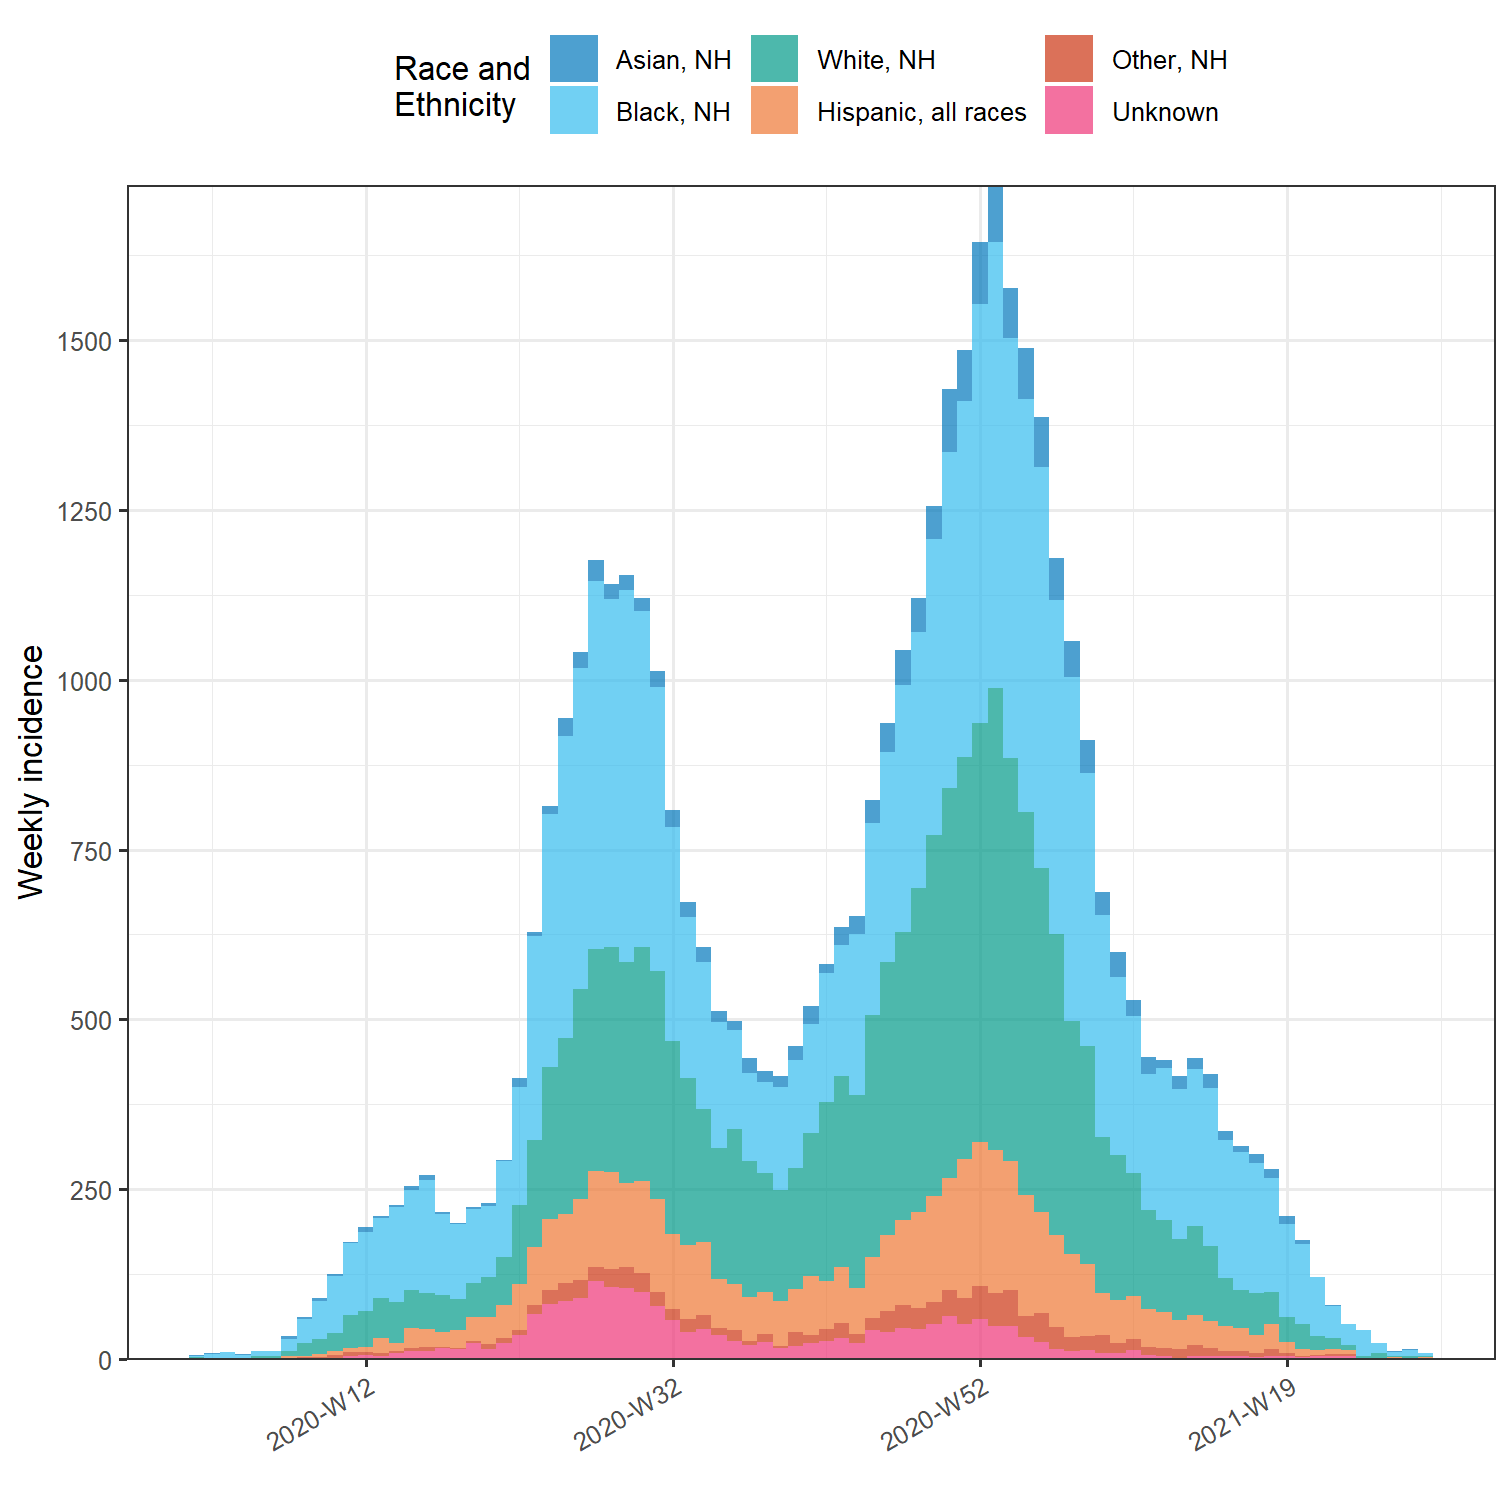 Race and
Ethnicity
Asian, NH
White, NH
Other, NH
Black, NH
Hispanic, all races
Unknown
Weekly incidence
1500
1250
1000
750
500
250
0
2020-W12
2020-W32
2020-W52
2021-W19